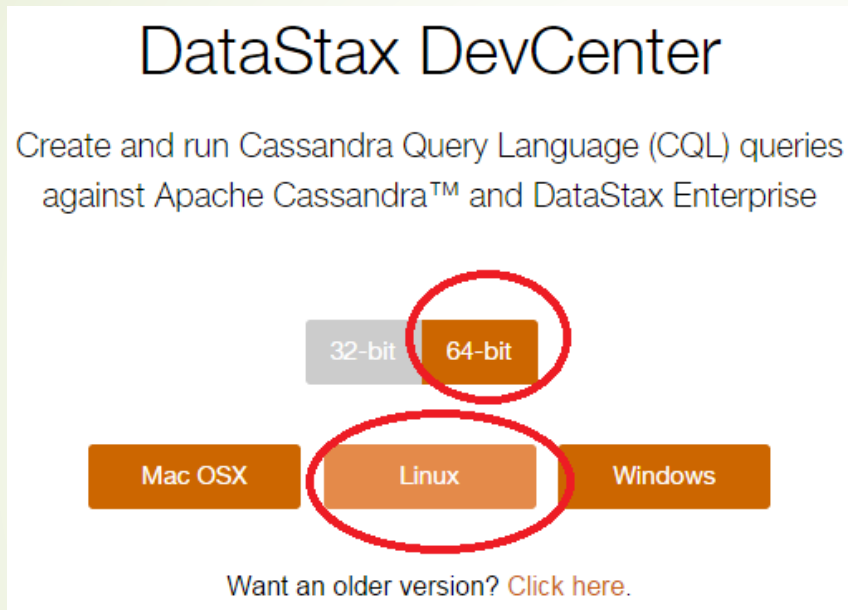 DataStax DevCenter
Create and run Cassandra Query Language (CQL) queries
against Apache Cassandra™ and DataStax Enterprise
32-bit 64-bit
Mac OSX Linux Windows
Want an older version? Click here.